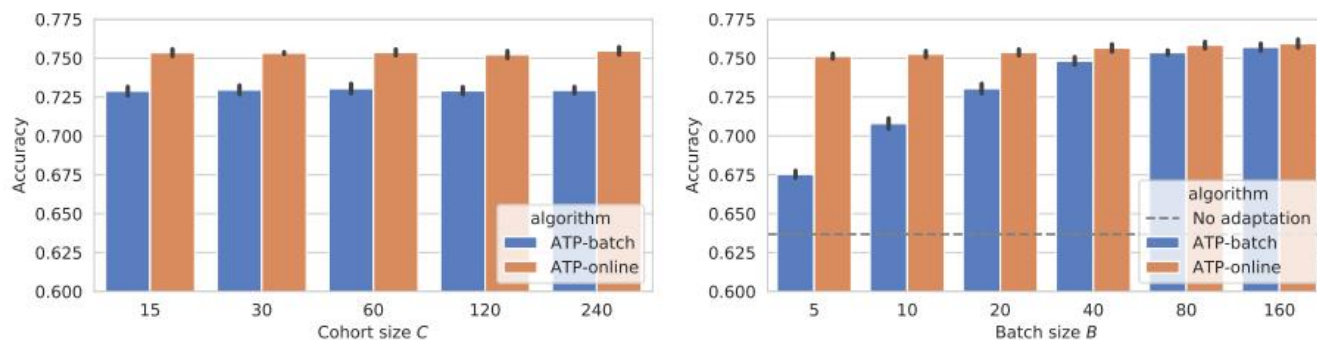 0.775
0.750
0.725
0.700
0.675
0.650
0.625
0.600
Accuracy
15 30 60 120 240
Cohort size C
algorithm
ATP-batch
ATP-online
0.775
0.750
0.725
0.700
0.675
0.650
0.625
0.600
Accuracy
5 10 20 40 80 160
Batch size B
algorithm
No adaptation
ATP-batch
ATP-online